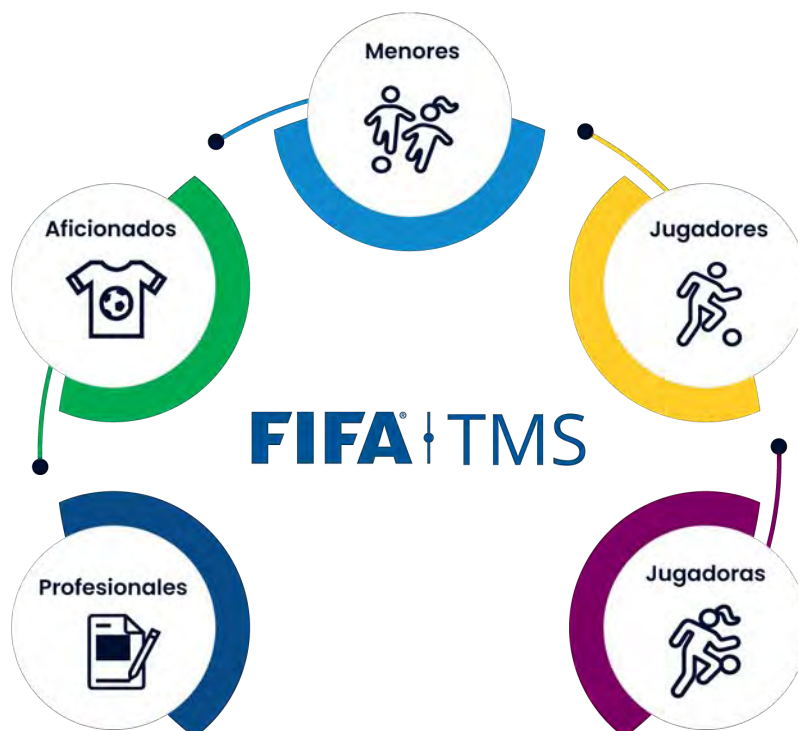 Menores
Aficionados
Jugadores
FIFA® TMS
Profesionales
Jugadoras